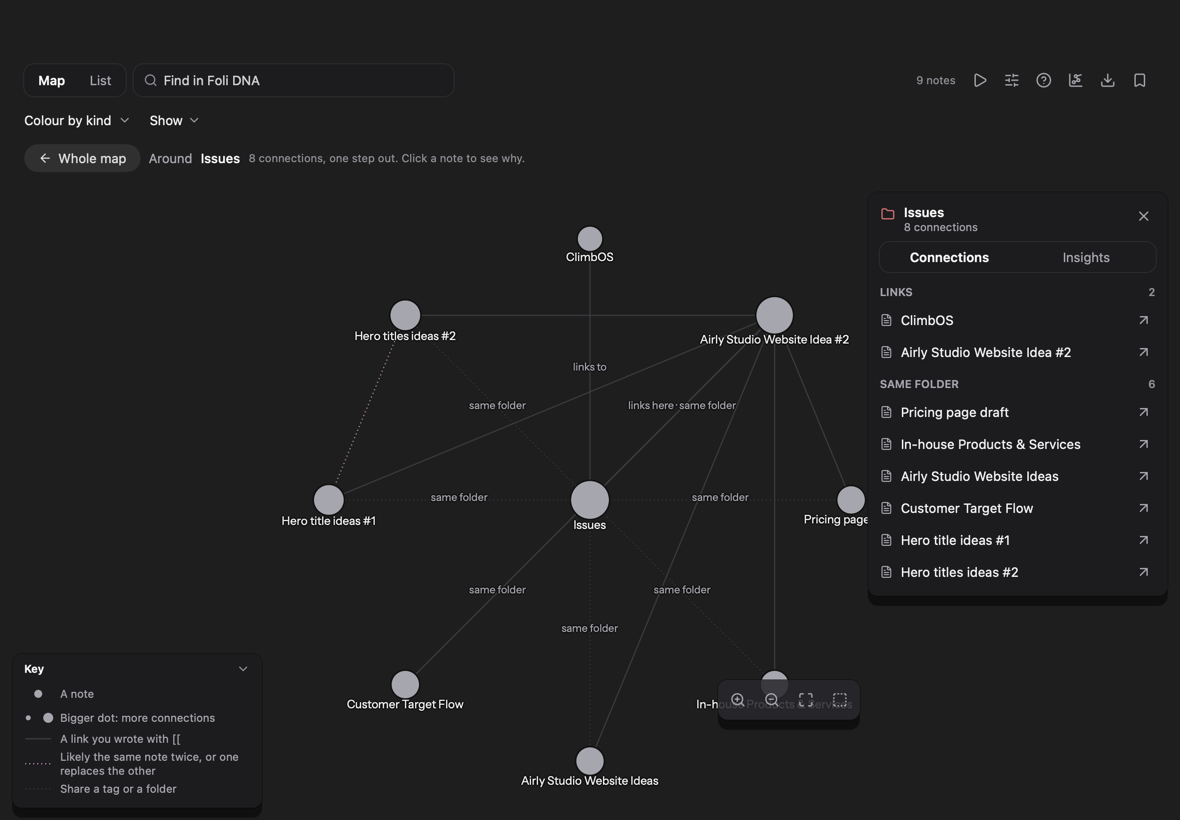 Map
List
Find in Foli DNA
9 notes
Colour by kind
Show
Whole map
Around Issues 8 connections, one step out. Click a note to see why.
Issues
8 connections
Connections
Insights
LINKS 2
ClimbOS
Airly Studio Website Idea #2
SAME FOLDER 6
Pricing page draft
In-house Products & Services
Airly Studio Website Ideas
Customer Target Flow
Hero title ideas #1
Hero titles ideas #2
ClimbOS
Hero titles ideas #2
Airly Studio Website Idea #2
links to
same folder
links here · same folder
same folder
same folder
Hero title ideas #1
Issues
Pricing page
same folder
same folder
same folder
Customer Target Flow
In-house Products & Services
Airly Studio Website Ideas
Key
A note
Bigger dot: more connections
A link you wrote with [[
Likely the same note twice, or one
replaces the other
Share a tag or a folder